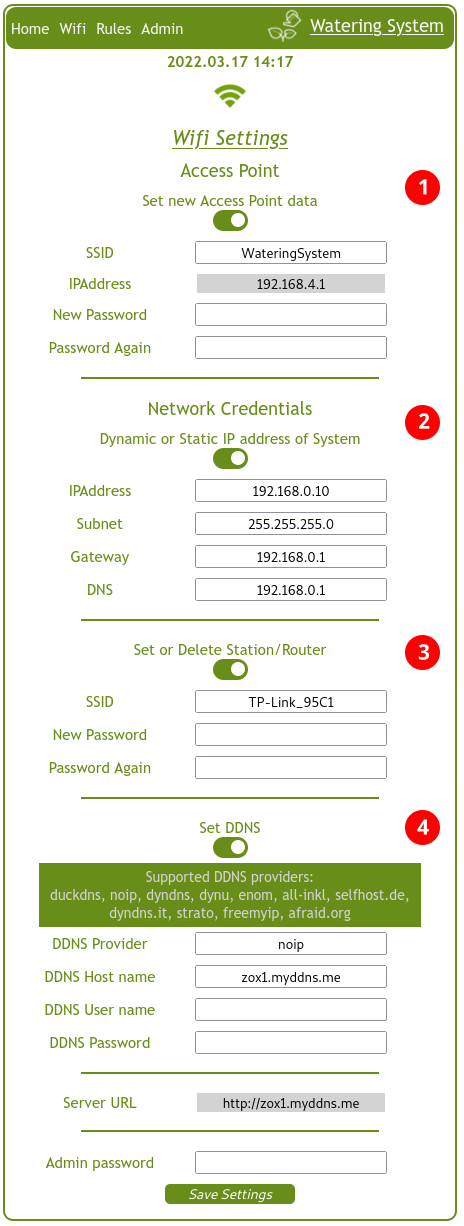 Home Wifi Rules Admin Watering System
2022.03.17 14:17
Wifi Settings
Access Point
1
Set new Access Point data
SSID WateringSystem
IPAddress 192.168.4.1
New Password
Password Again
Network Credentials
2
Dynamic or Static IP address of System
IPAddress 192.168.0.10
Subnet 255.255.255.0
Gateway 192.168.0.1
DNS 192.168.0.1
Set or Delete Station/Router
3
SSID TP-Link_95C1
New Password
Password Again
Set DDNS
4
Supported DDNS providers:
duckdns, noip, dyndns, dynu, enom, all-inkl, selfhost.de,
dyndns.it, strato, freemyip, afraid.org
DDNS Provider noip
DDNS Host name zox1.myddns.me
DDNS User name
DDNS Password
Server URL http://zox1.myddns.me
Admin password
Save Settings